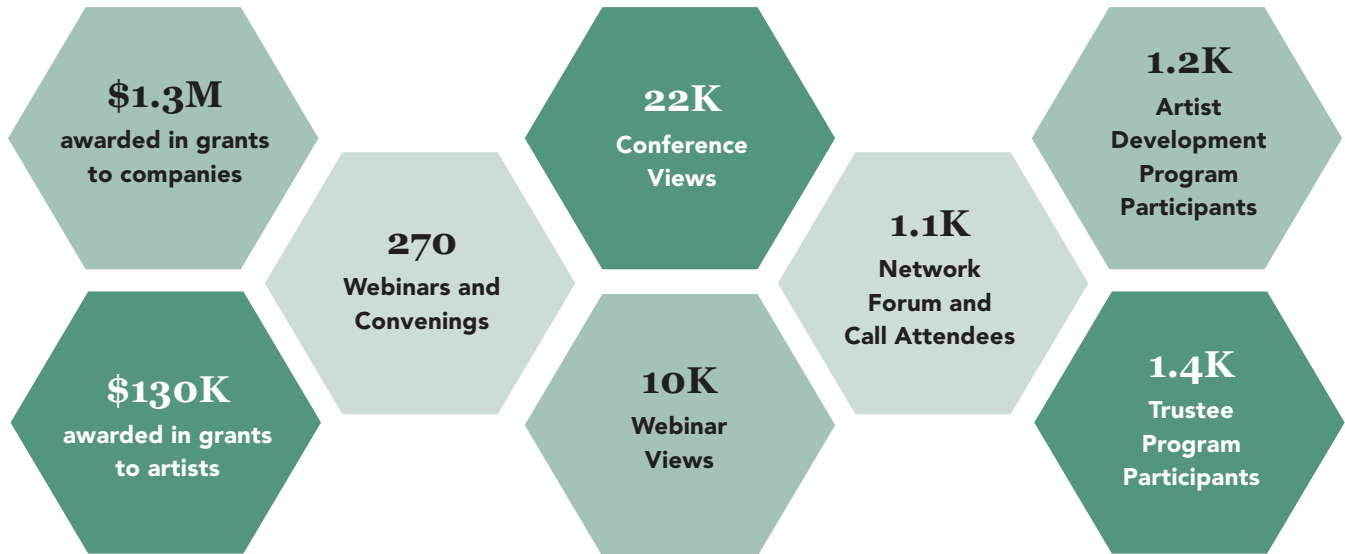 $1.3M
awarded in grants
to companies
$130K
awarded in grants
to artists
270
Webinars and
Convenings
22K
Conference
Views
10K
Webinar
Views
1.1K
Network
Forum and
Call Attendees
1.2K
Artist
Development
Program
Participants
1.4K
Trustee
Program
Participants